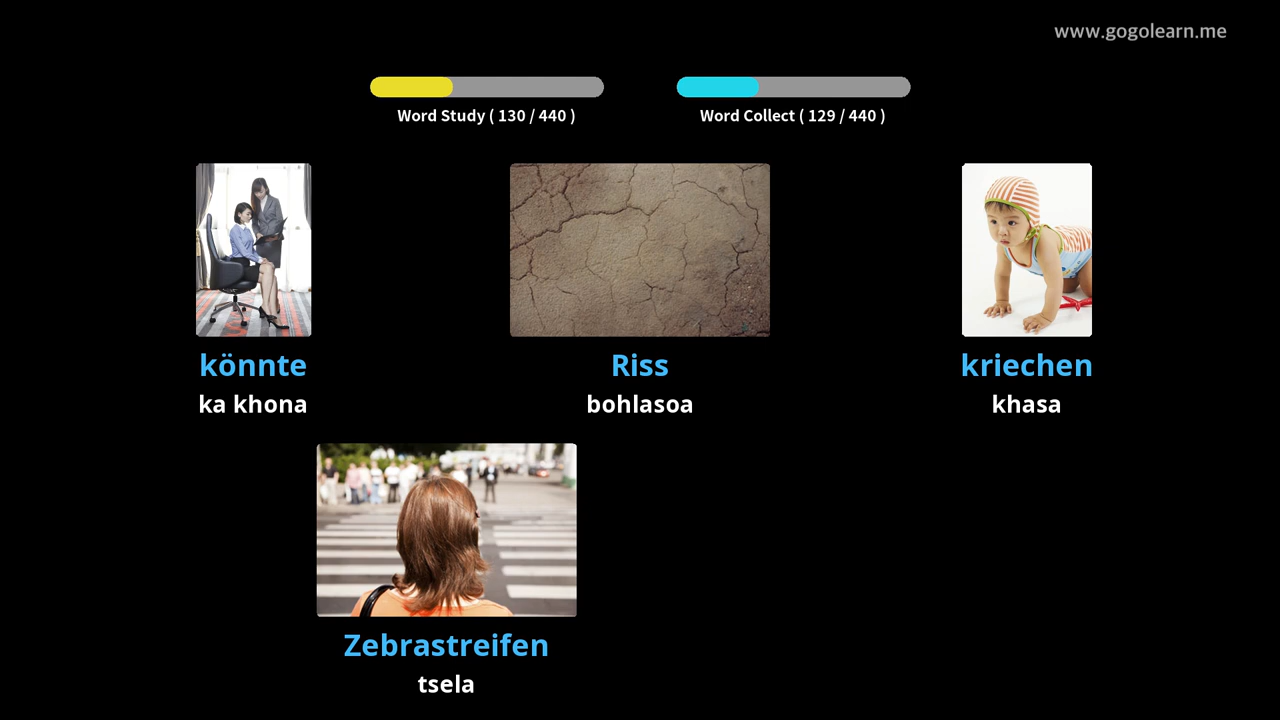 www.gogolearn.me
Word Study ( 130 / 440 )
Word Collect ( 129 / 440 )
könnte
ka khona
Riss
bohlasoa
kriechen
khasa
Zebrastreifen
tsela